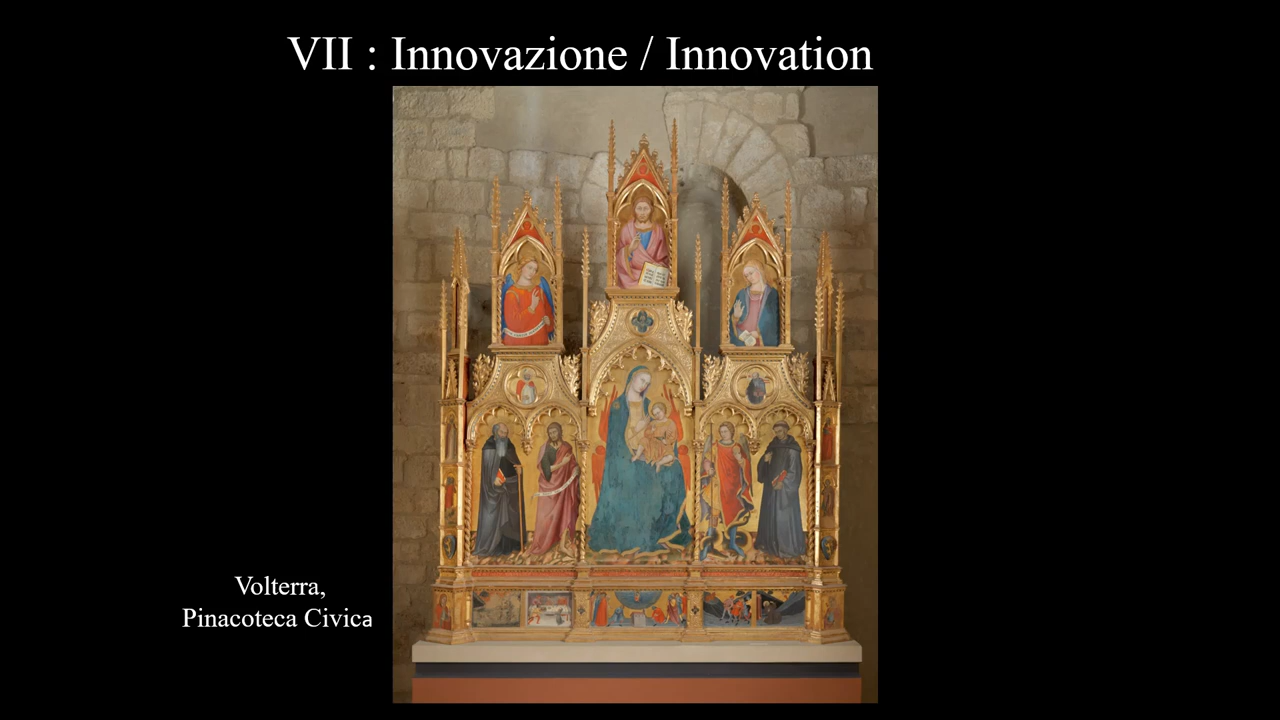 VII : Innovazione / Innovation
Volterra,
Pinacoteca Civica